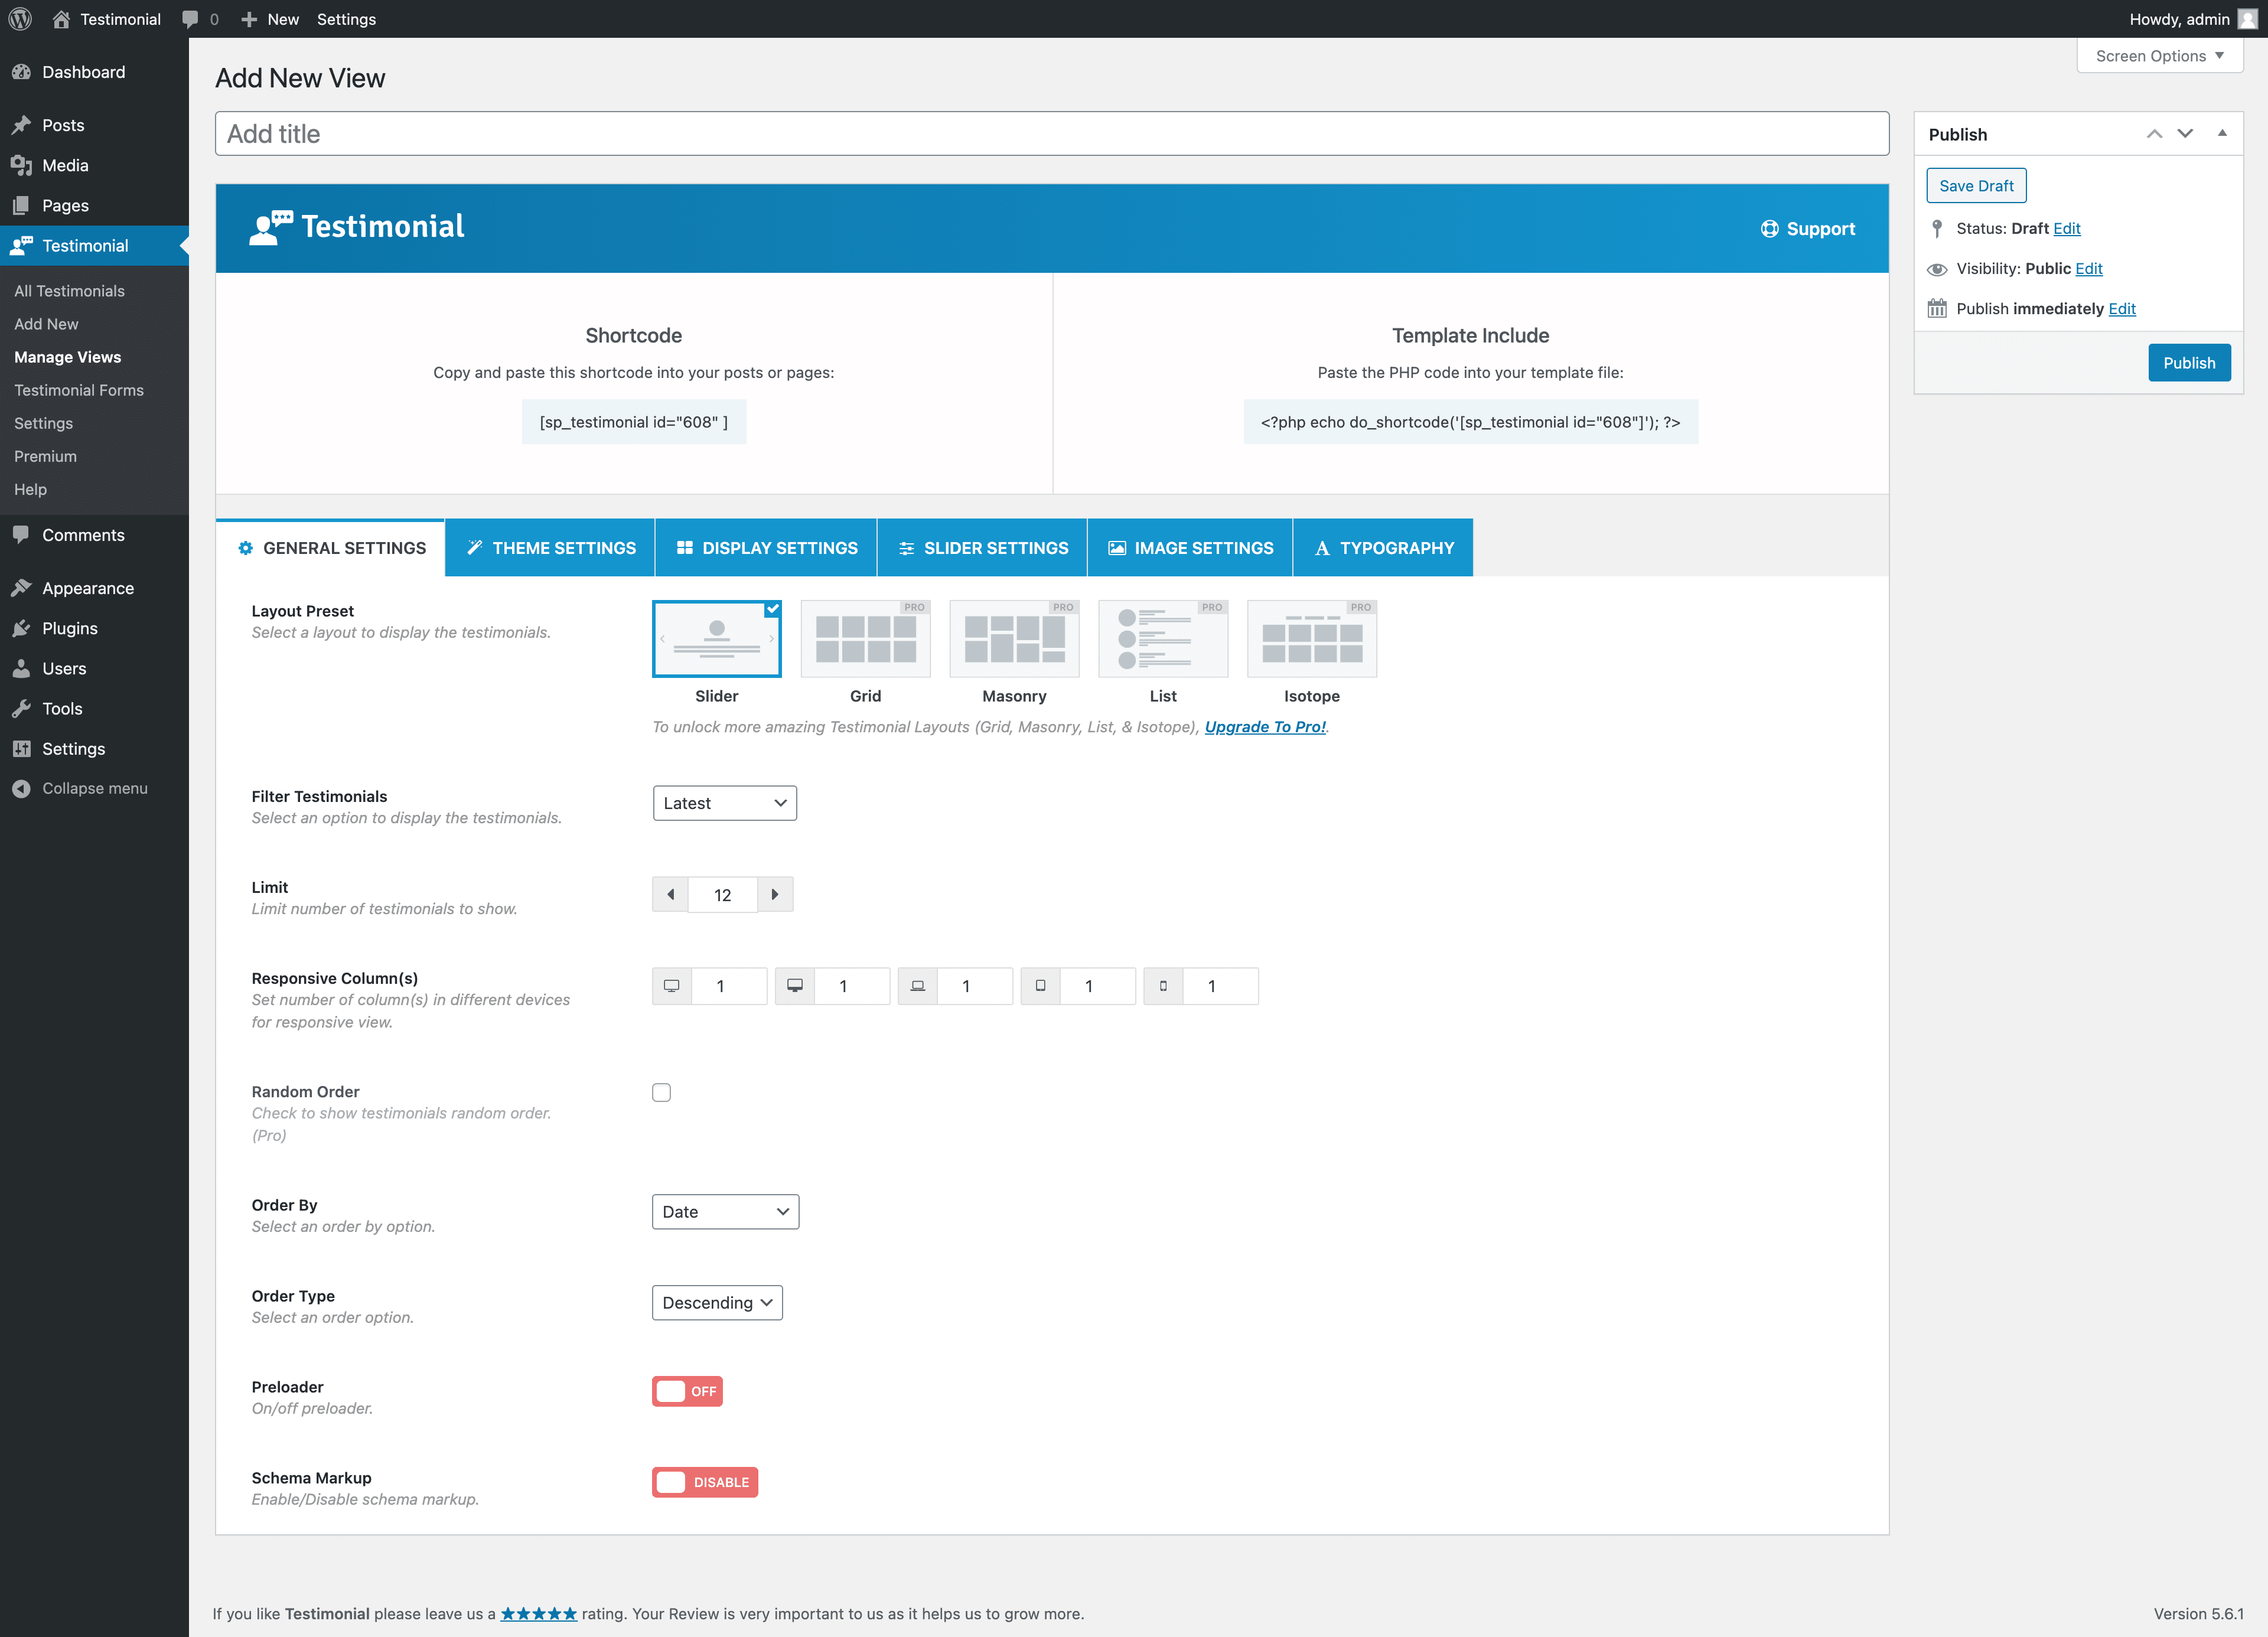 Testimonial 0 New Settings Howdy, admin
Dashboard
Posts
Media
Pages
Testimonial
All Testimonials
Add New
Manage Views
Testimonial Forms
Settings
Premium
Help
Comments
Appearance
Plugins
Users
Tools
Settings
Collapse menu
Screen Options
Add New View
Add title
Testimonial
Support
Shortcode
Copy and paste this shortcode into your posts or pages:
[sp_testimonial id="608" ]
Template Include
Paste the PHP code into your template file:
<?php echo do_shortcode('[sp_testimonial id="608"]'); ?>
GENERAL SETTINGS THEME SETTINGS DISPLAY SETTINGS SLIDER SETTINGS IMAGE SETTINGS TYPOGRAPHY
Layout Preset
Select a layout to display the testimonials.
PRO PRO PRO PRO
Slider Grid Masonry List Isotope
To unlock more amazing Testimonial Layouts (Grid, Masonry, List, & Isotope), Upgrade To Pro!.
Filter Testimonials
Select an option to display the testimonials.
Latest
Limit
Limit number of testimonials to show.
12
Responsive Column(s)
Set number of column(s) in different devices
for responsive view.
1 1 1 1 1
Random Order
Check to show testimonials random order.
(Pro)
Order By
Select an order by option.
Date
Order Type
Select an order option.
Descending
Preloader
On/off preloader.
OFF
Schema Markup
Enable/Disable schema markup.
DISABLE
Publish
Save Draft
Status: Draft Edit
Visibility: Public Edit
Publish immediately Edit
Publish
If you like Testimonial please leave us a ★★★★★ rating. Your Review is very important to us as it helps us to grow more.
Version 5.6.1